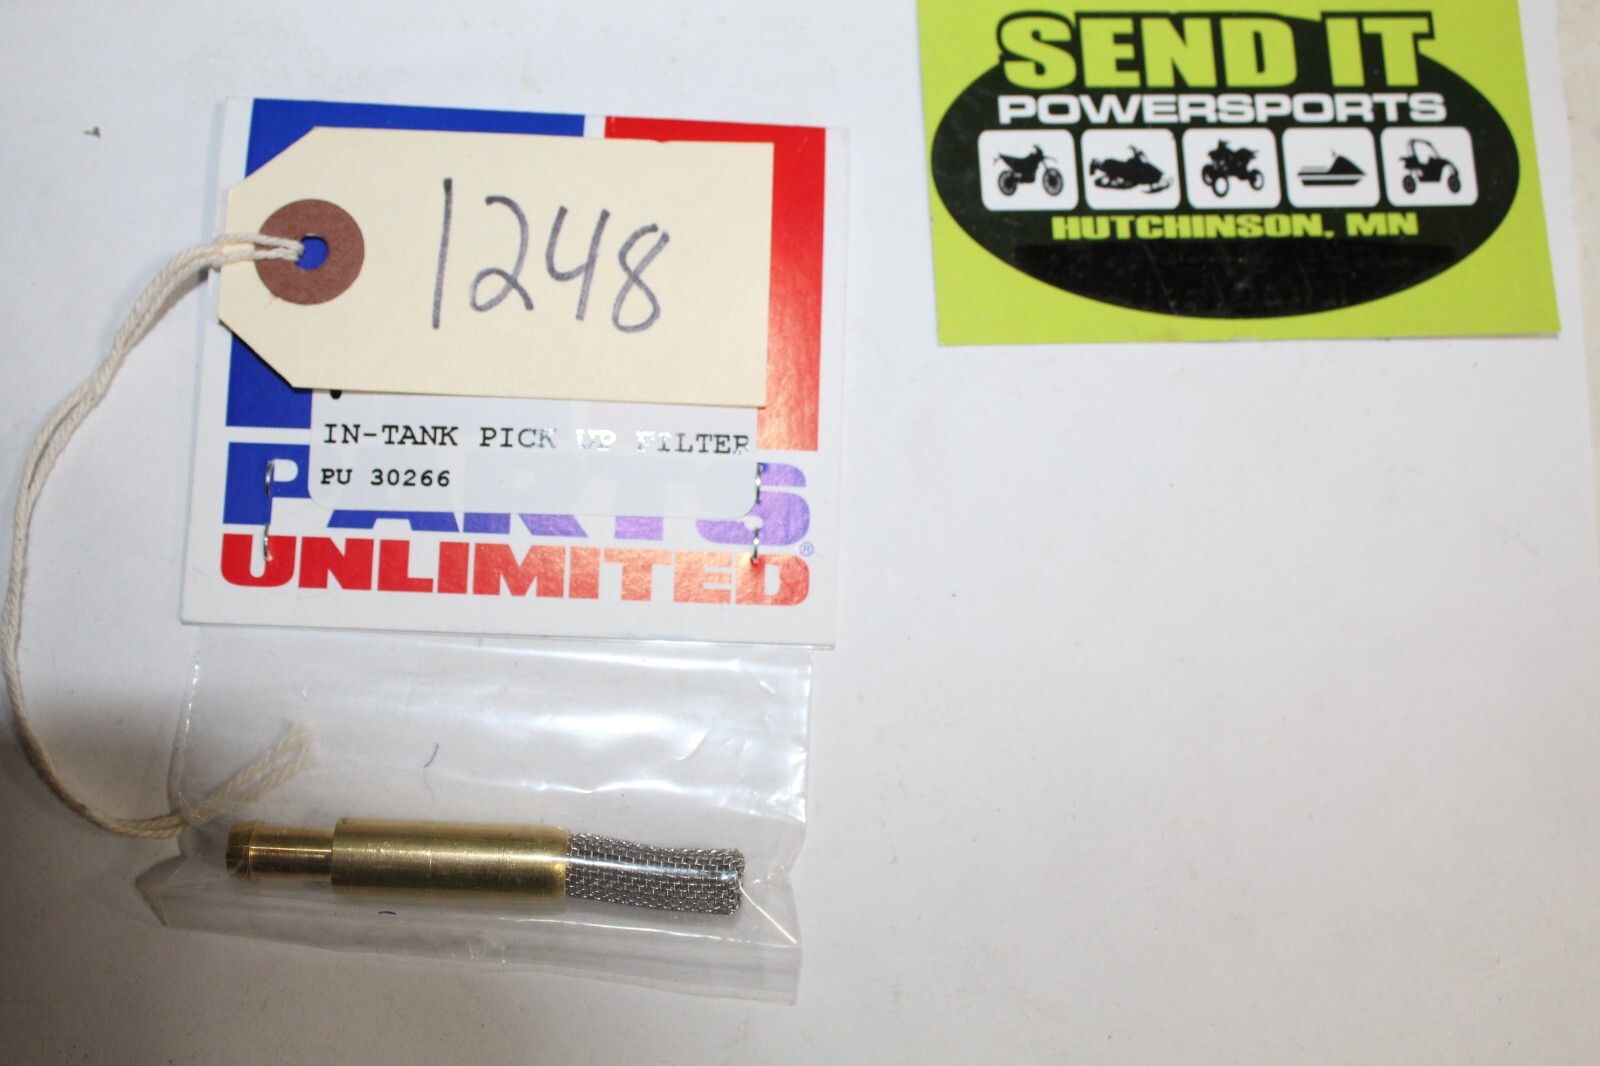 1248
IN-TANK PICK UP FILTER
PU 30266
PARTS
UNLIMITED®
SEND IT
POWERSPORTS
HUTCHINSON, MN